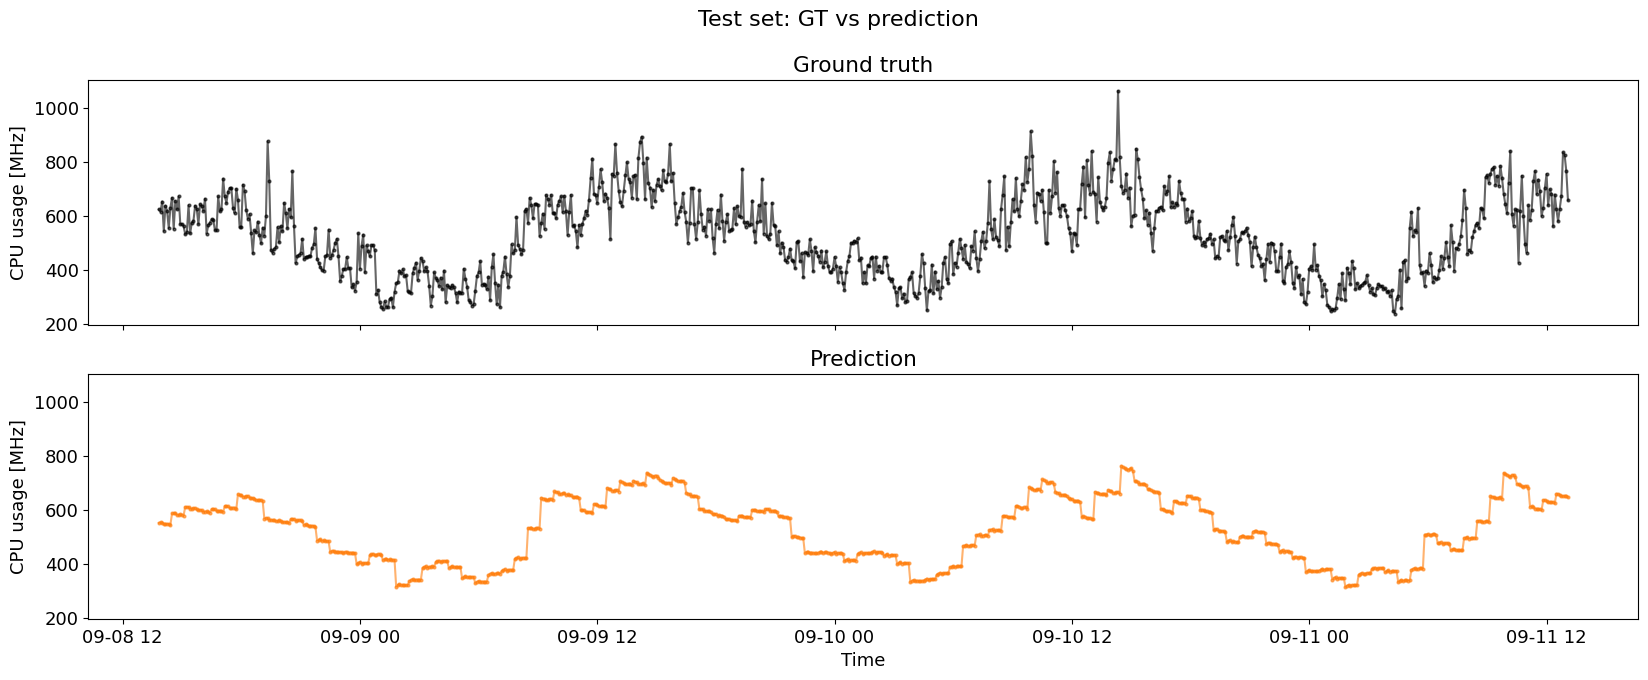 Test set: GT vs prediction
Ground truth
CPU usage [MHz]
1000
800
600
400
200
Prediction
CPU usage [MHz]
1000
800
600
400
200
09-08 12 09-09 00 09-09 12 09-10 00 09-10 12 09-11 00 09-11 12
Time